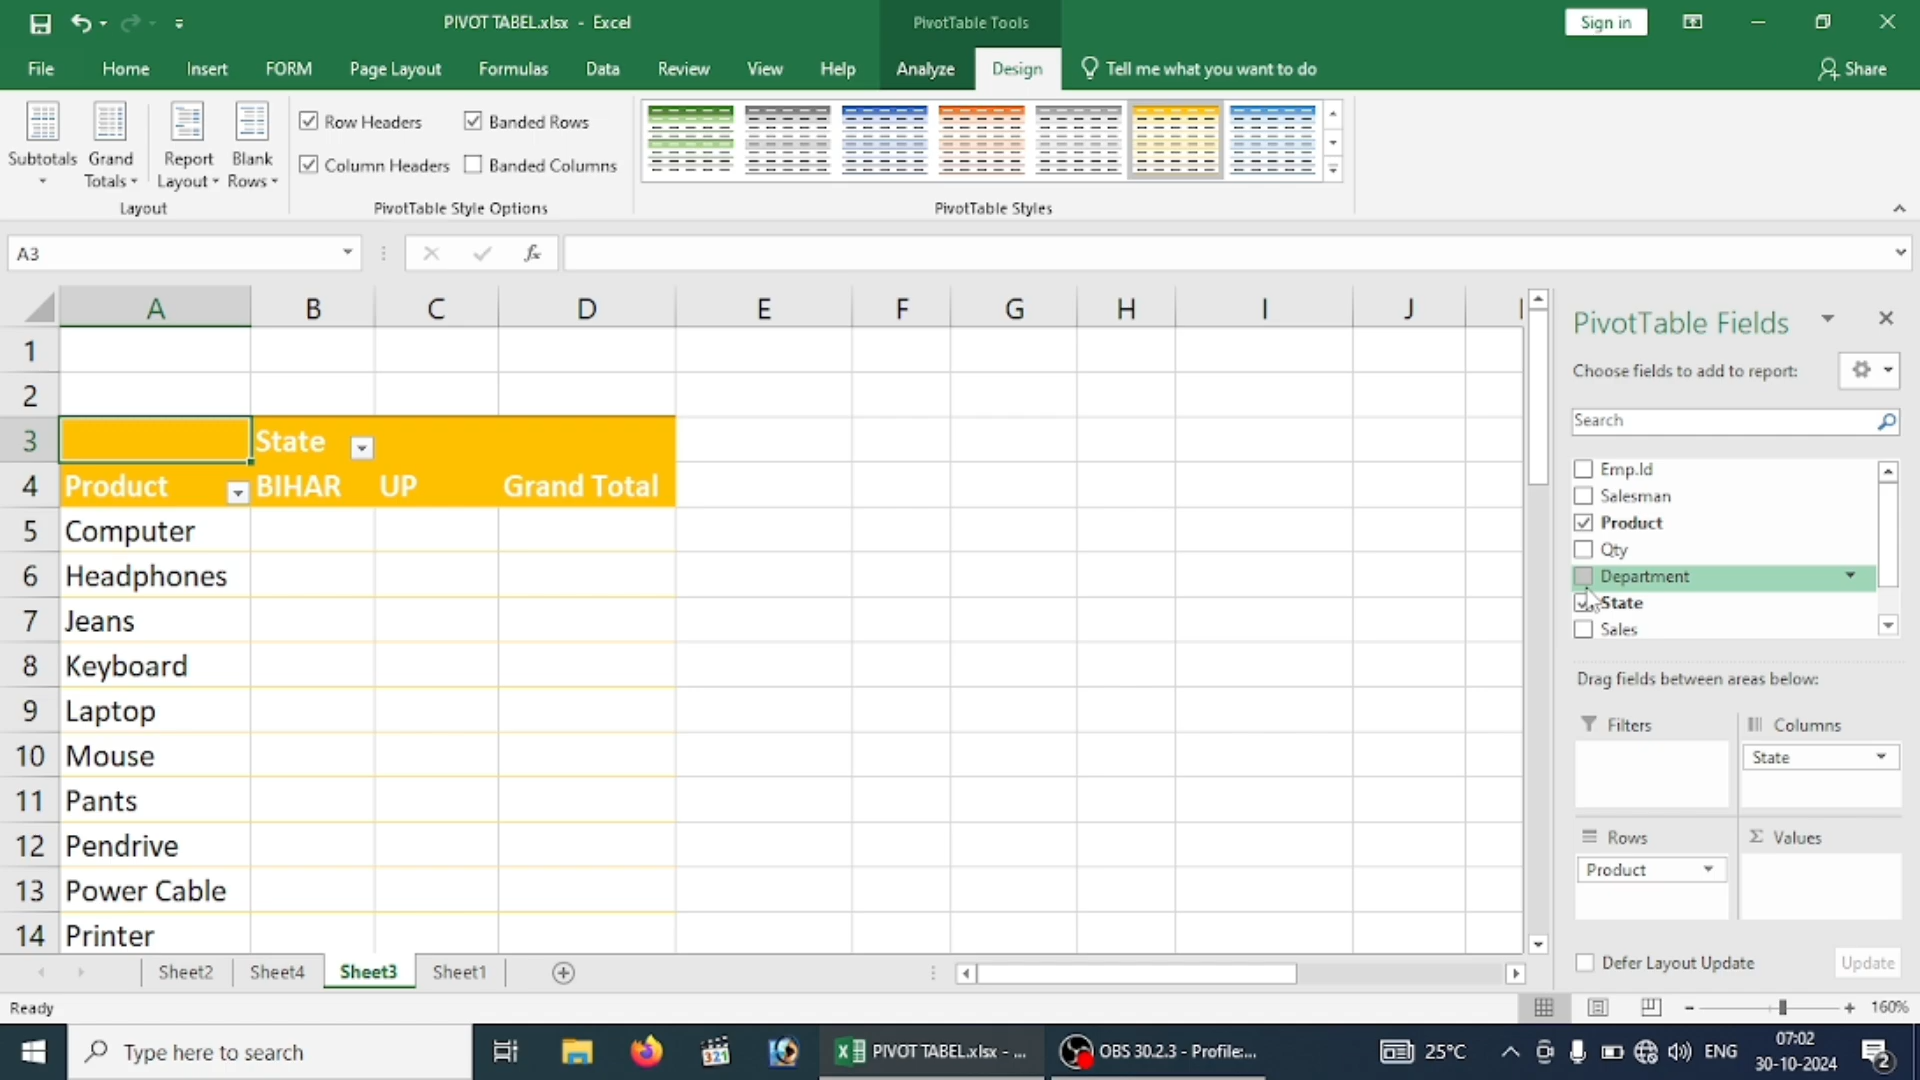 PIVOT TABEL.xlsx - Excel
PivotTable Tools
Sign in
File
Home
Insert
FORM
Page Layout
Formulas
Data
Review
View
Help
Analyze
Design
Tell me what you want to do
Share
Subtotals
Grand Totals
Report Layout
Blank Rows
Row Headers
Banded Rows
Column Headers
Banded Columns
Layout
PivotTable Style Options
PivotTable Styles
A3
fx
A B C D E F G H I J
1
2
3 State
4 Product BIHAR UP Grand Total
5 Computer
6 Headphones
7 Jeans
8 Keyboard
9 Laptop
10 Mouse
11 Pants
12 Pendrive
13 Power Cable
14 Printer
PivotTable Fields
Choose fields to add to report:
Search
Emp.Id
Salesman
Product
Qty
Department
State
Sales
Drag fields between areas below:
Filters
Columns
State
Rows
Values
Product
Defer Layout Update
Update
Sheet2
Sheet4
Sheet3
Sheet1
Ready
160%
Type here to search
321
PIVOT TABEL.xlsx - ...
OBS 30.2.3 - Profile:...
25°C
ENG
07:02
30-10-2024
2